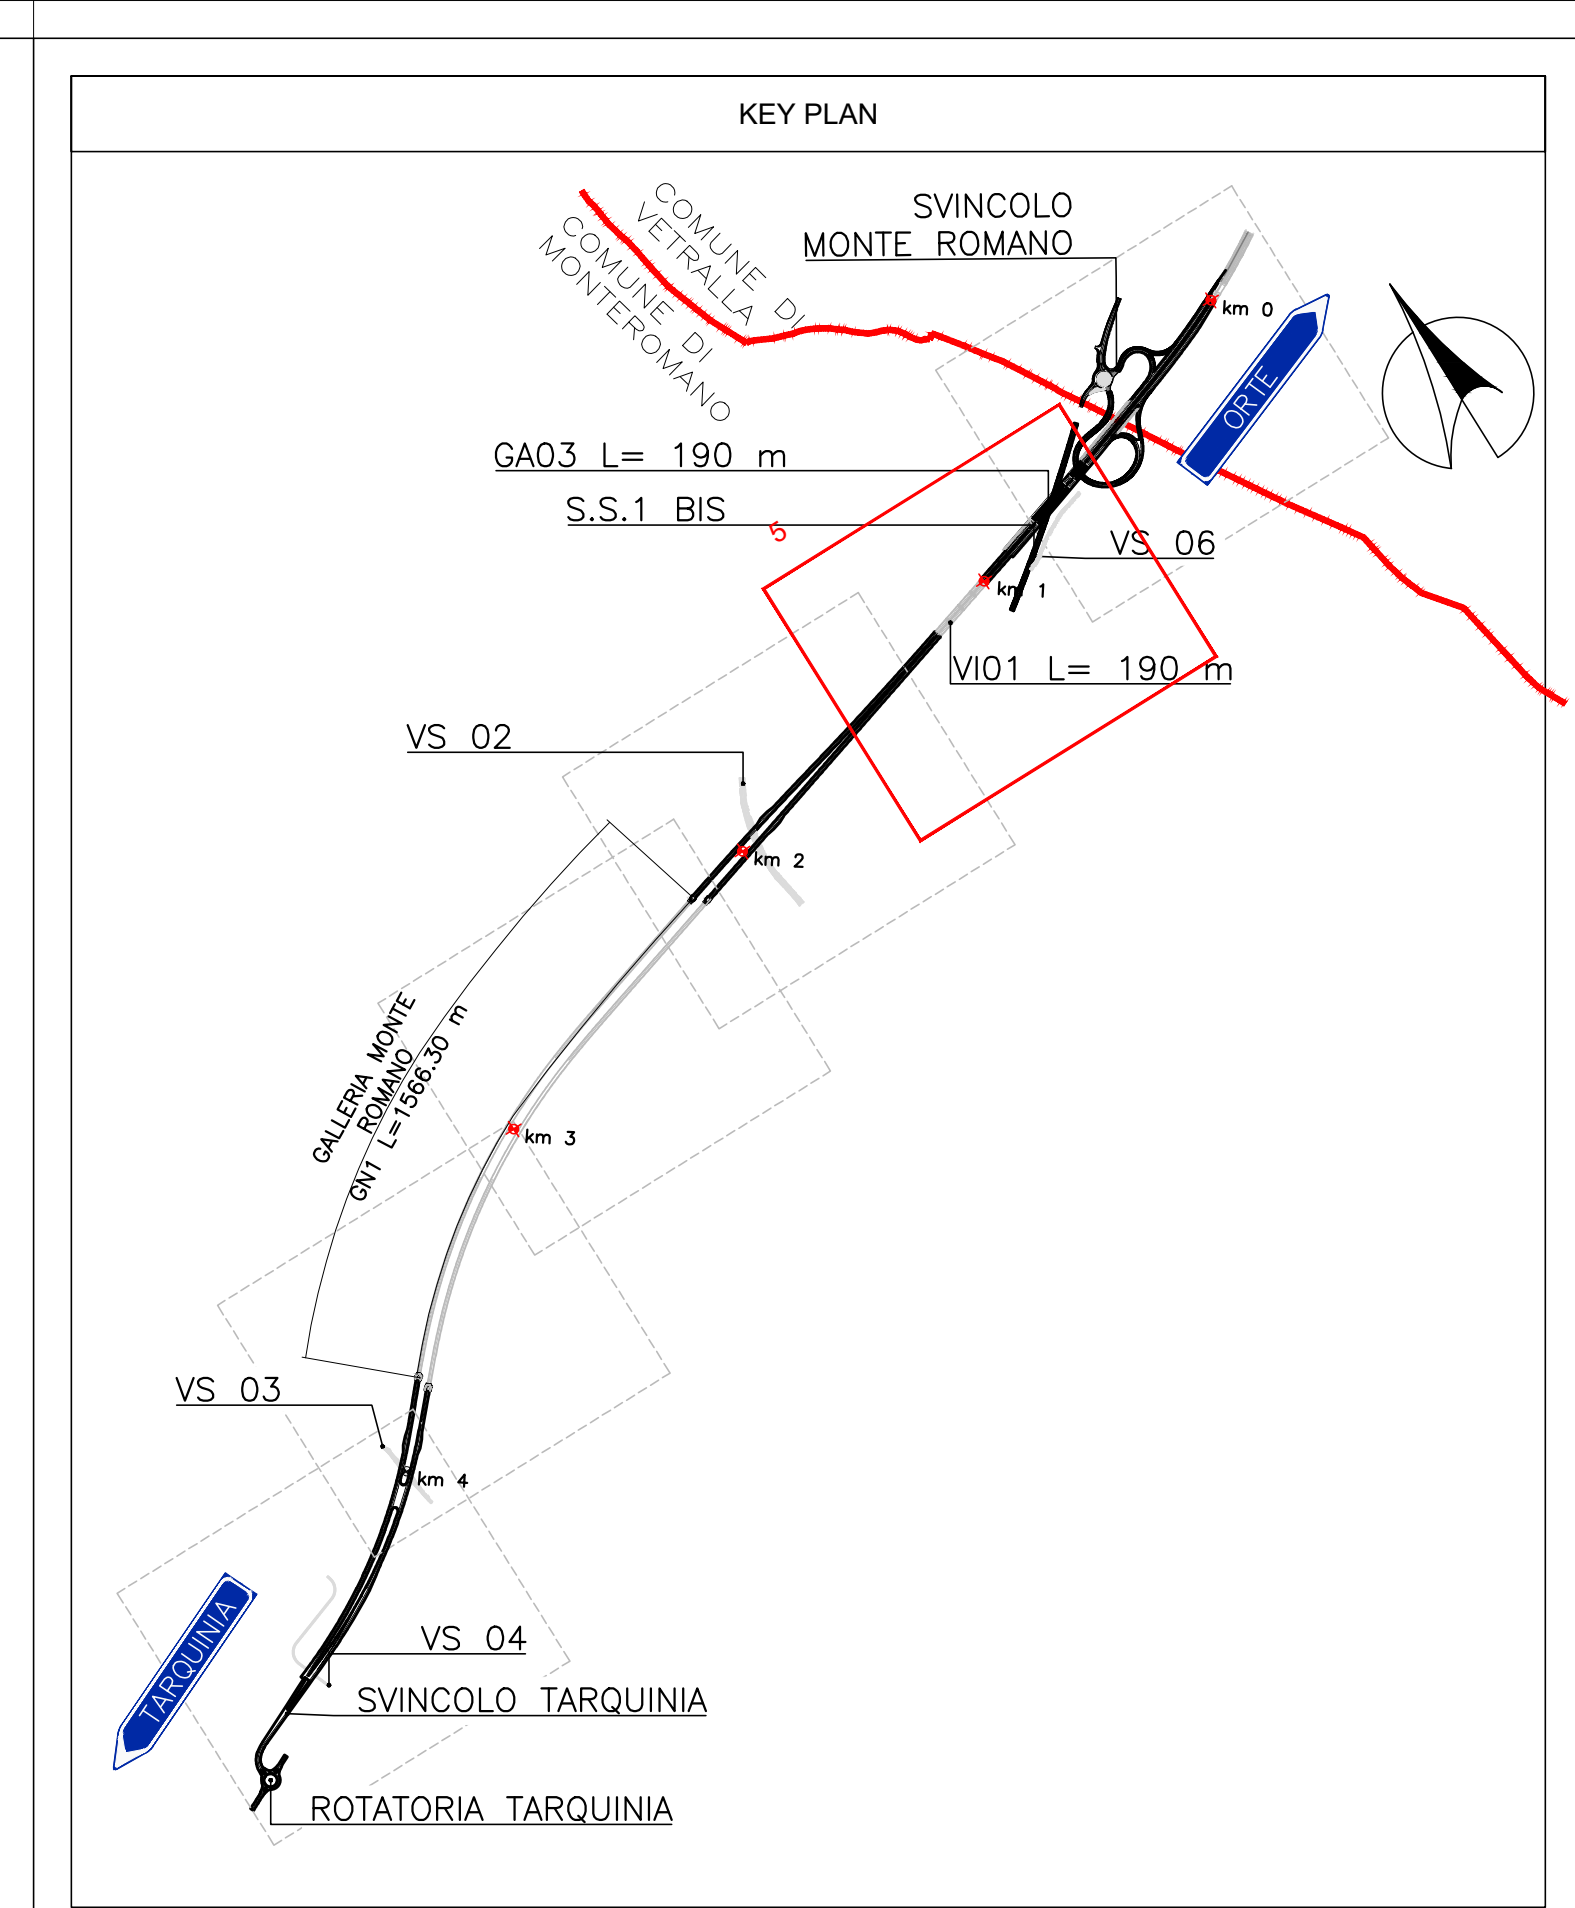 KEY PLAN
COMUNE DI
VETRALLA
COMUNE DI
MONTEROMANO
SVINCOLO
MONTE ROMANO
km 0
ORTE
GA03 L= 190 m
S.S.1 BIS
5
VS 06
km 1
VI01 L= 190 m
VS 02
km 2
GALLERIA MONTE
ROMANO
GN1 L=1566.30 m
km 3
VS 03
km 4
TARQUINIA
VS 04
SVINCOLO TARQUINIA
ROTATORIA TARQUINIA